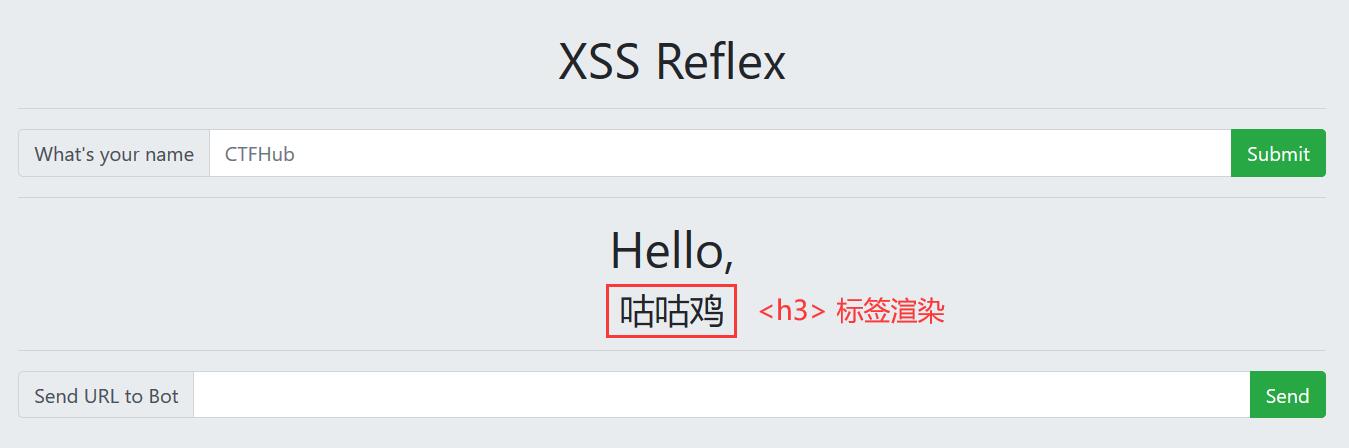 XSS Reflex
What's your name CTFHub Submit
Hello,
咕咕鸡 <h3> 标签渲染
Send URL to Bot Send